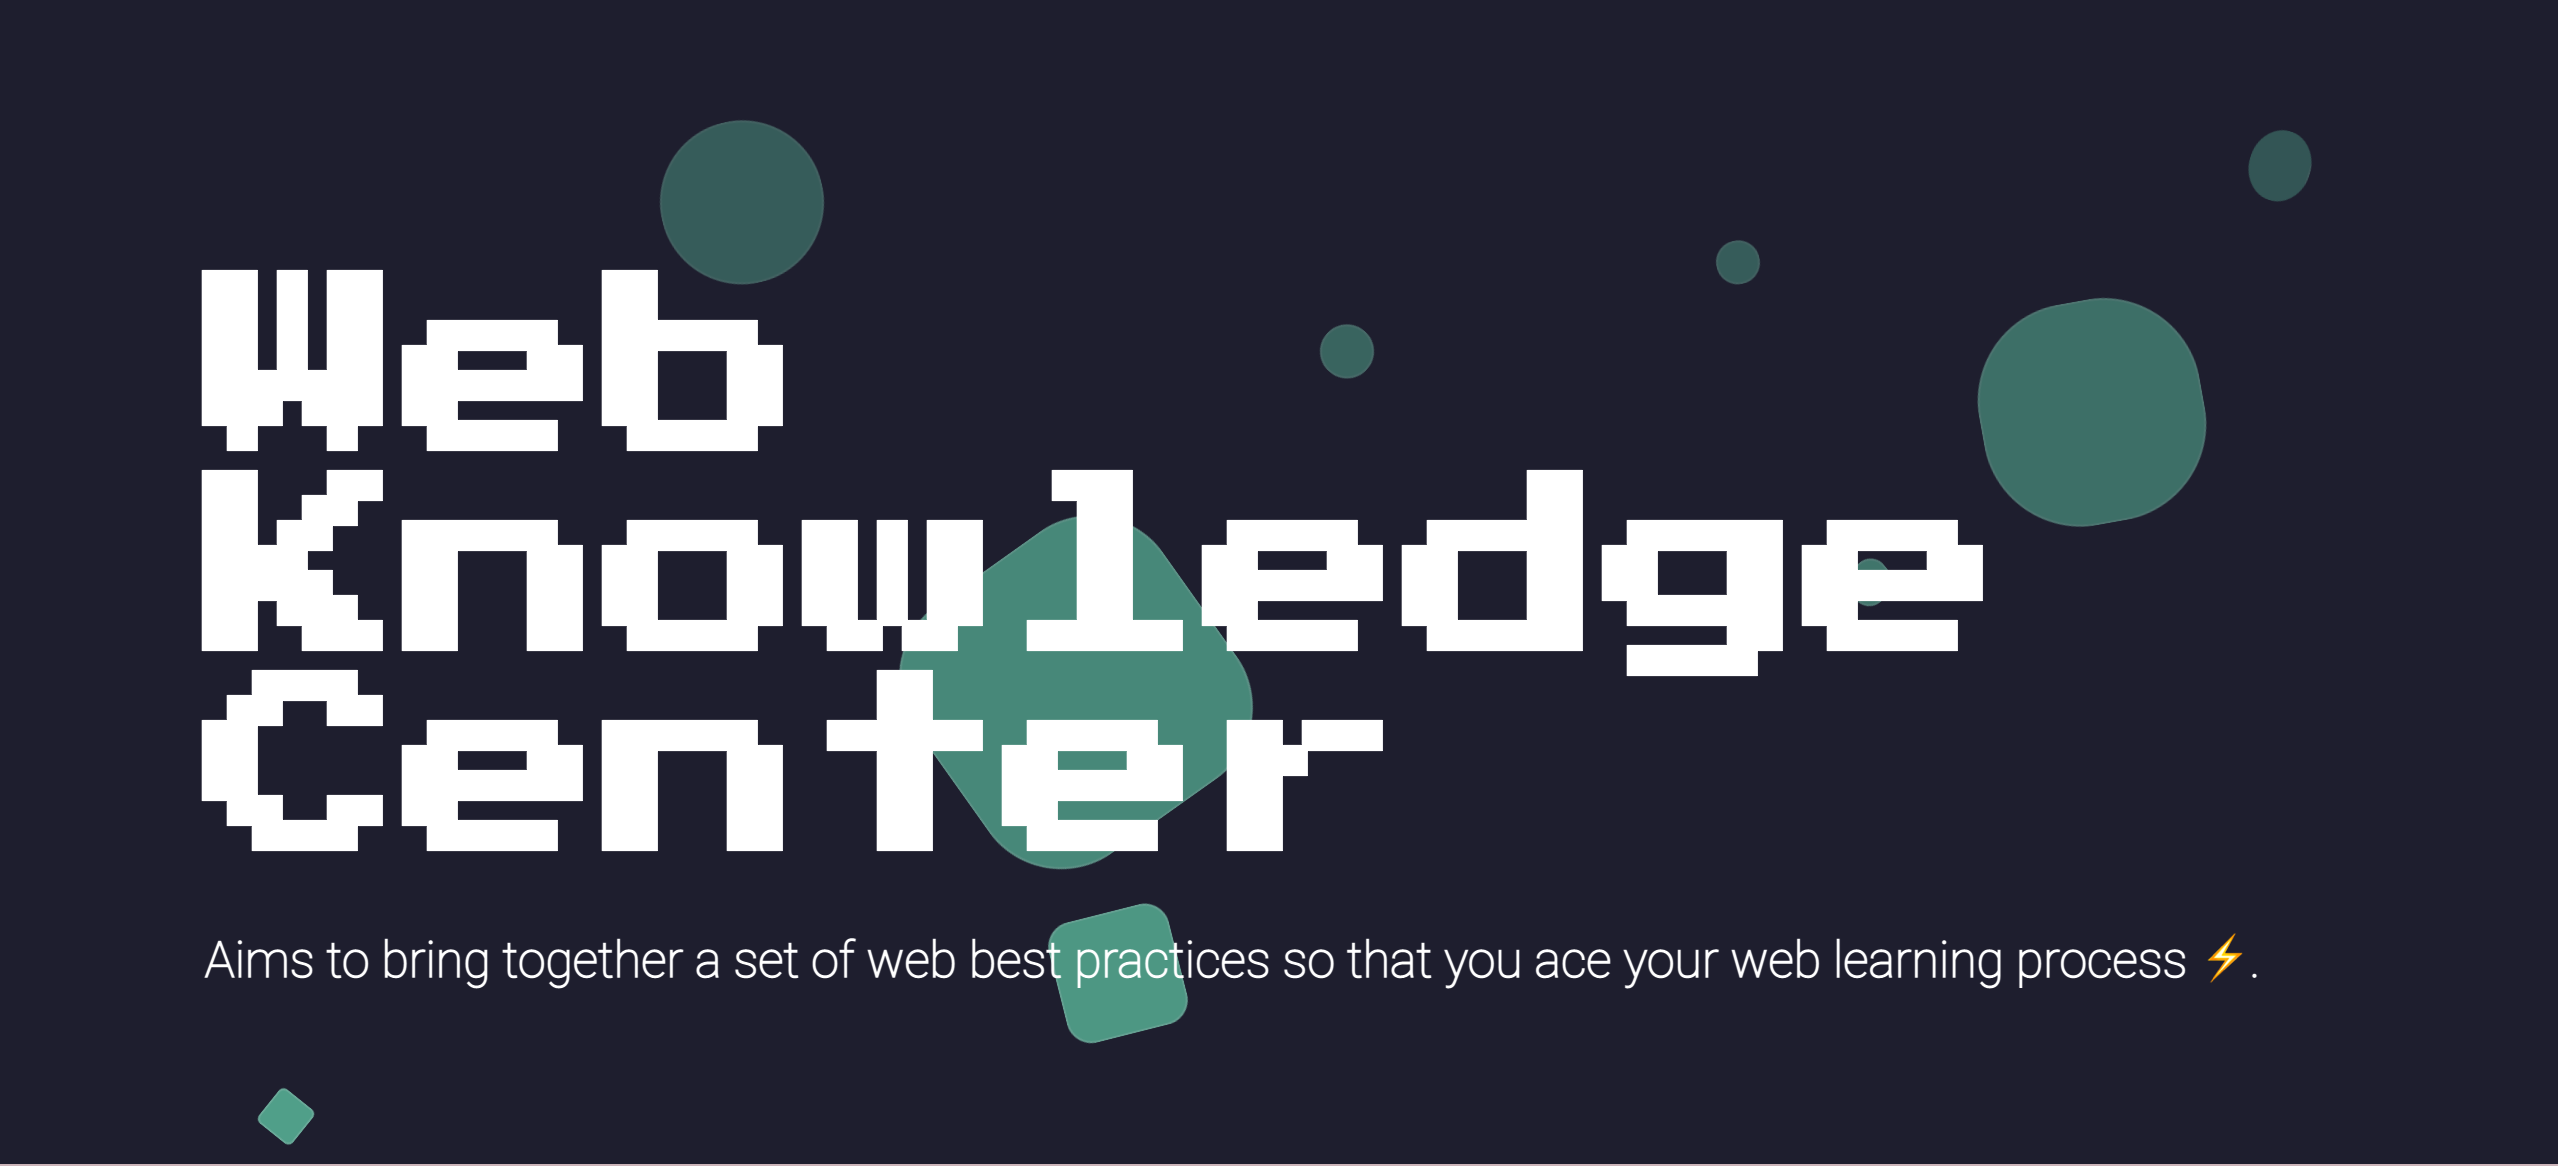 Web
Knowledge
Center
Aims to bring together a set of web best practices so that you ace your web learning process ⚡.